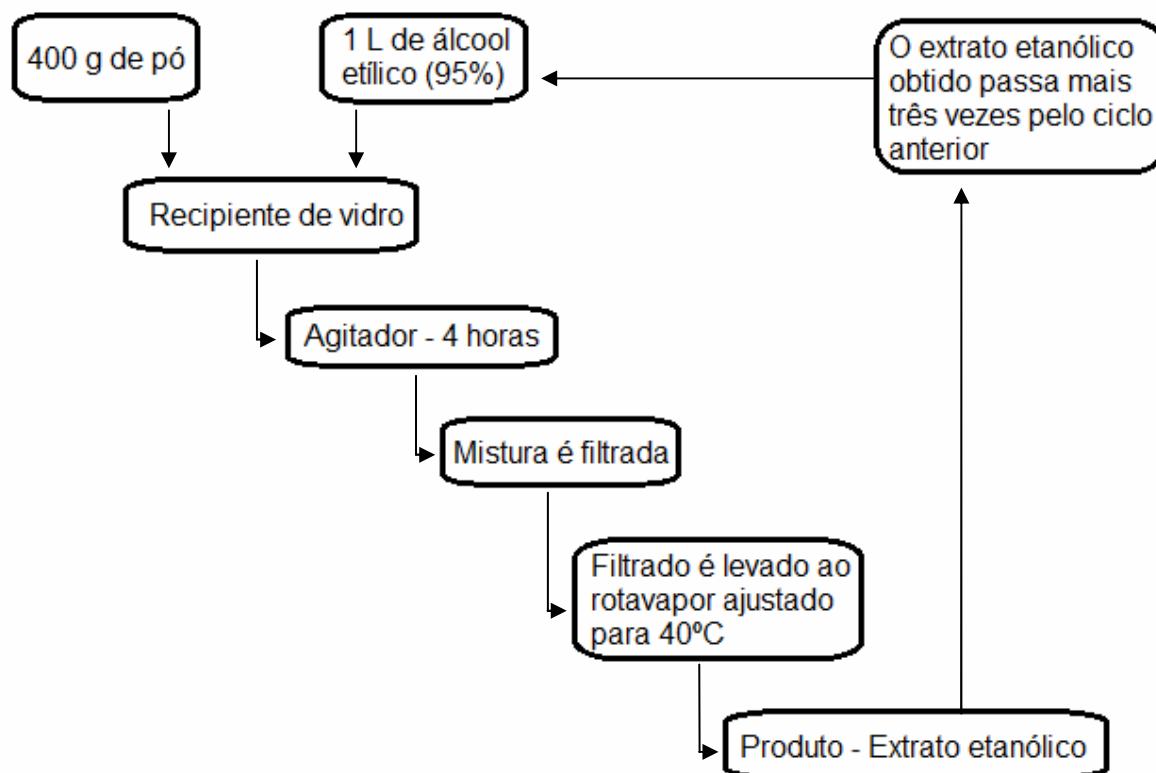 400 g de pó
1 L de álcool
etílico (95%)
O extrato etanólico
obtido passa mais
três vezes pelo ciclo
anterior
Recipiente de vidro
Agitador - 4 horas
Mistura é filtrada
Filtrado é levado ao
rotavapor ajustado
para 40ºC
Produto - Extrato etanólico